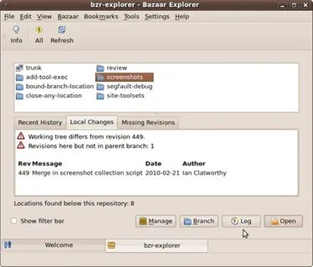 bzr-explorer - Bazaar Explorer
File Edit View Bazaar Bookmarks Tools Settings Help
Info All Refresh
trunk review
add-tool-exec screenshots
bound-branch-location segfault-debug
close-any-location site-toolsets
Recent History Local Changes Missing Revisions
Working tree differs from revision 449.
Revisions here but not in parent branch: 1
Rev Message Date Author
449 Merge in screenshot collection script 2010-02-21 Ian Clatworthy
Locations found below this repository: 8
Show filter bar Manage Branch Log Open
Welcome bzr-explorer